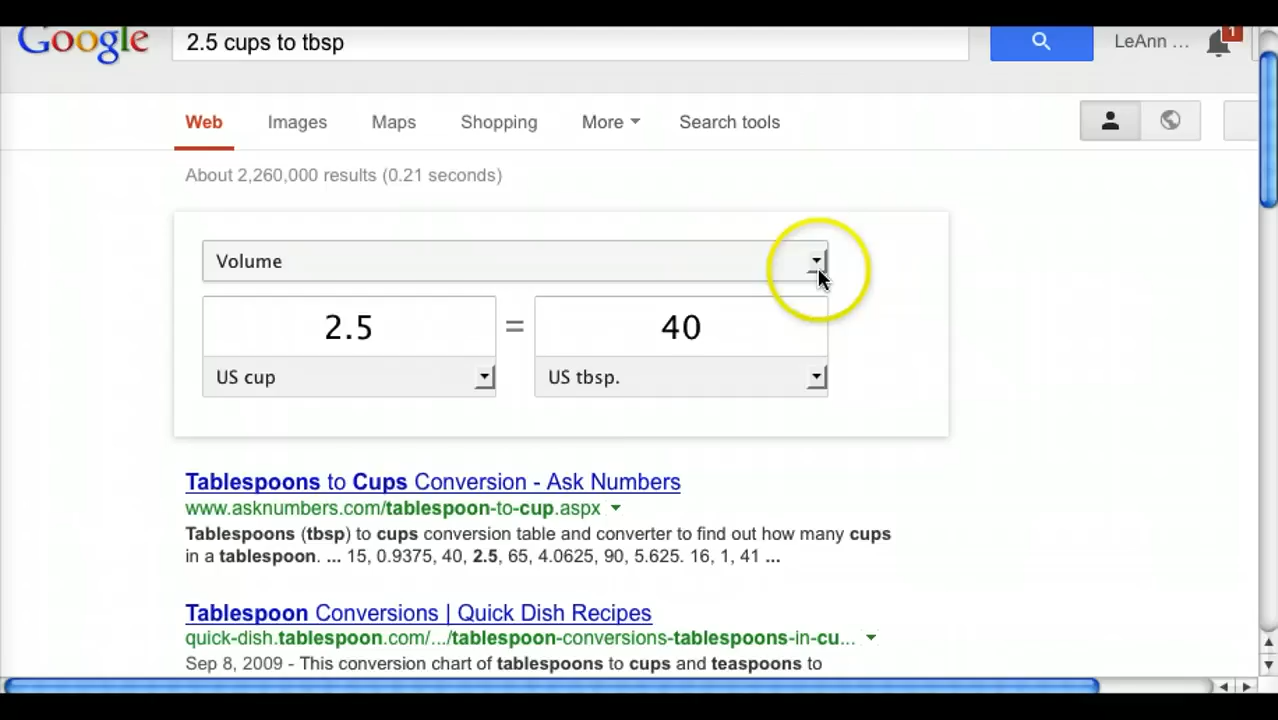 Google
2.5 cups to tbsp
LeAnn ...
1
Web
Images
Maps
Shopping
More
Search tools
About 2,260,000 results (0.21 seconds)
Volume
2.5 = 40
US cup
US tbsp.
Tablespoons to Cups Conversion - Ask Numbers
www.asknumbers.com/tablespoon-to-cup.aspx
Tablespoons (tbsp) to cups conversion table and converter to find out how many cups
in a tablespoon. ... 15, 0.9375, 40, 2.5, 65, 4.0625, 90, 5.625. 16, 1, 41 ...
Tablespoon Conversions | Quick Dish Recipes
quick-dish.tablespoon.com/.../tablespoon-conversions-tablespoons-in-cu...
Sep 8, 2009 - This conversion chart of tablespoons to cups and teaspoons to